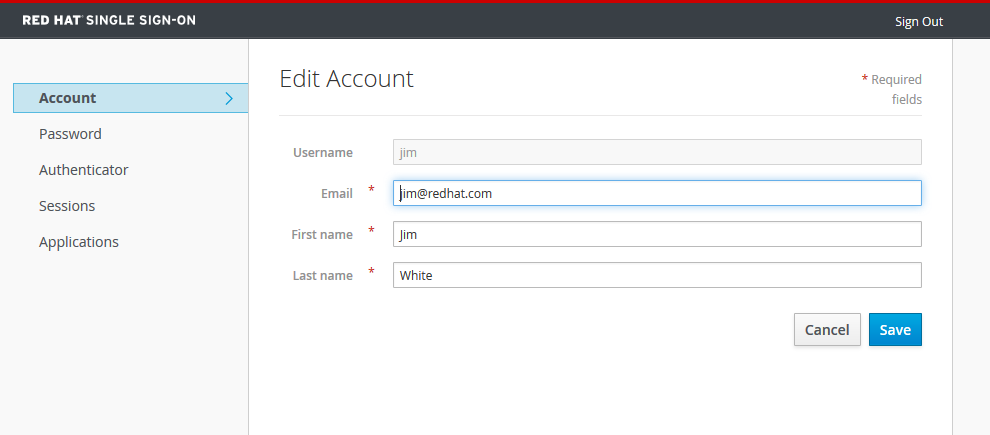 RED HAT® SINGLE SIGN-ON
Sign Out
Account
Password
Authenticator
Sessions
Applications
Edit Account
* Required
fields
Username jim
Email * jim@redhat.com
First name * Jim
Last name * White
Cancel Save